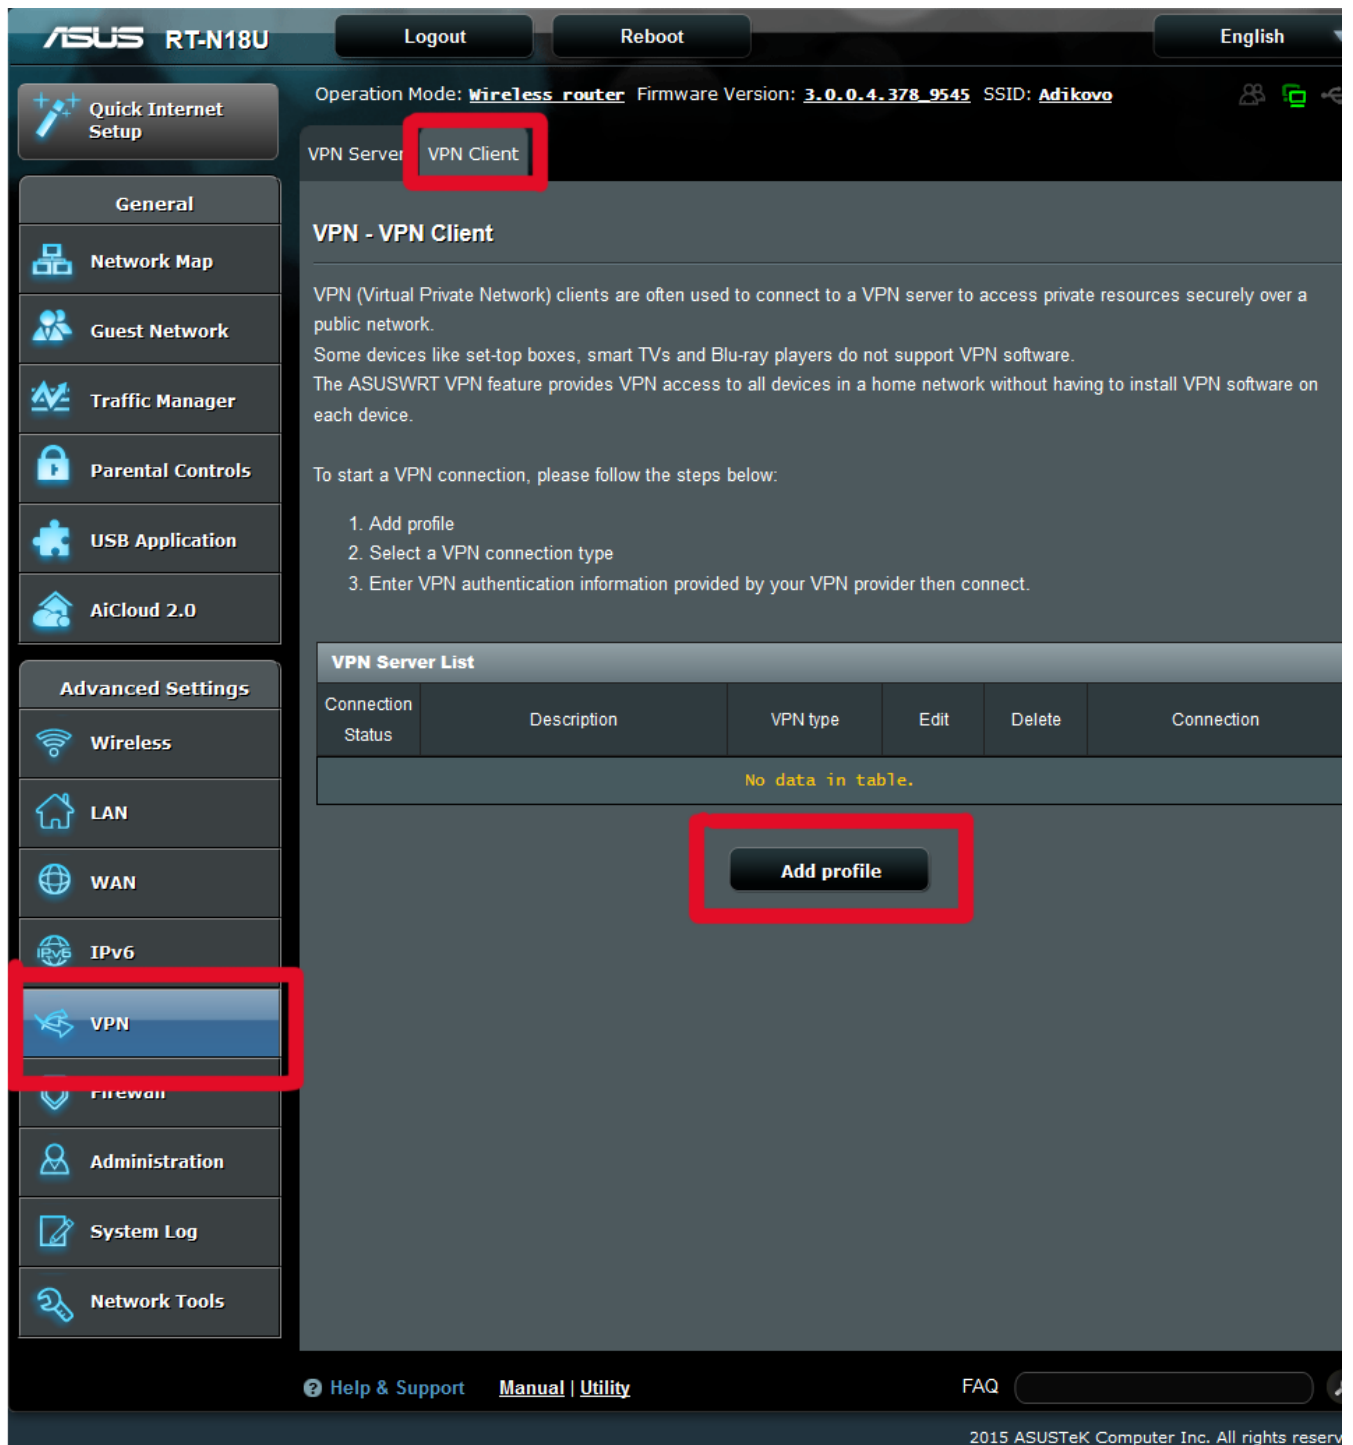 ASUS RT-N18U
Logout
Reboot
English
Quick Internet
Setup
Operation Mode: Wireless router Firmware Version: 3.0.0.4.378_9545 SSID: Adikovo
VPN Server
VPN Client
General
Network Map
Guest Network
Traffic Manager
Parental Controls
USB Application
AiCloud 2.0
Advanced Settings
Wireless
LAN
WAN
IPv6
IPv6
VPN
Firewall
Administration
System Log
Network Tools
VPN - VPN Client
VPN (Virtual Private Network) clients are often used to connect to a VPN server to access private resources securely over a
public network.
Some devices like set-top boxes, smart TVs and Blu-ray players do not support VPN software.
The ASUSWRT VPN feature provides VPN access to all devices in a home network without having to install VPN software on
each device.
To start a VPN connection, please follow the steps below:
1. Add profile
2. Select a VPN connection type
3. Enter VPN authentication information provided by your VPN provider then connect.
VPN Server List
Connection
Status
Description
VPN type
Edit
Delete
Connection
No data in table.
Add profile
Help & Support
Manual | Utility
FAQ
2015 ASUSTeK Computer Inc. All rights reserv